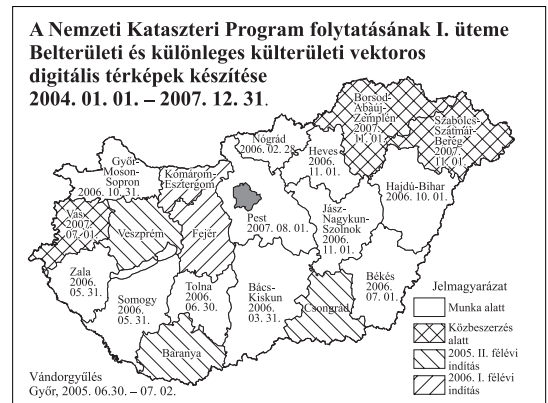 A Nemzeti Kataszteri Program folytatásának I. üteme
Belterületi és különleges külterületi vektoros
digitális térképek készítése
2004. 01. 01. – 2007. 12. 31.
Borsod-
Abaúj-
Zemplén
2007.
11. 01.
Szabolcs-
Szatmár-
Bereg
2007.
11. 01.
Nógrád
2006. 02. 28.
Heves
2006.
11. 01.
Győr-
Moson-
Sopron
2006. 10. 31.
Komárom-
Esztergom
Hajdú-Bihar
2006. 10. 01.
Vas
2007.
07. 01.
Veszprém
Fejér
Pest
2007. 08. 01.
Jász-
Nagykun-
Szolnok
2006.
11. 01.
Zala
2006.
05. 31.
Somogy
2006.
05. 31.
Tolna
2006.
06. 30.
Bács-
Kiskun
2006.
03. 31.
Csongrád
Békés
2006.
07. 01.
Baranya
Jelmagyarázat
Munka alatt
Közbeszerzés
alatt
2005. II. félévi
indítás
2006. I. félévi
indítás
Vándorgyűlés
Győr, 2005. 06.30. – 07. 02.